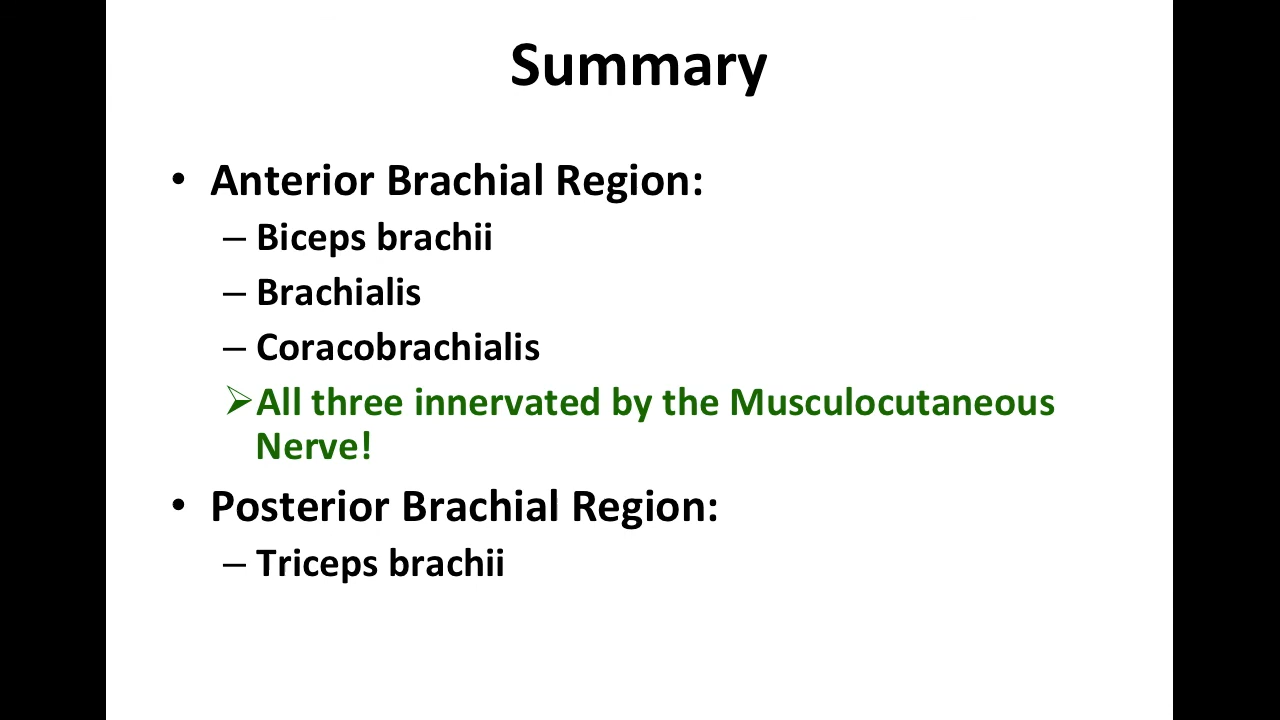 Summary
• Anterior Brachial Region:
– Biceps brachii
– Brachialis
– Coracobrachialis
➢All three innervated by the Musculocutaneous
Nerve!
• Posterior Brachial Region:
– Triceps brachii